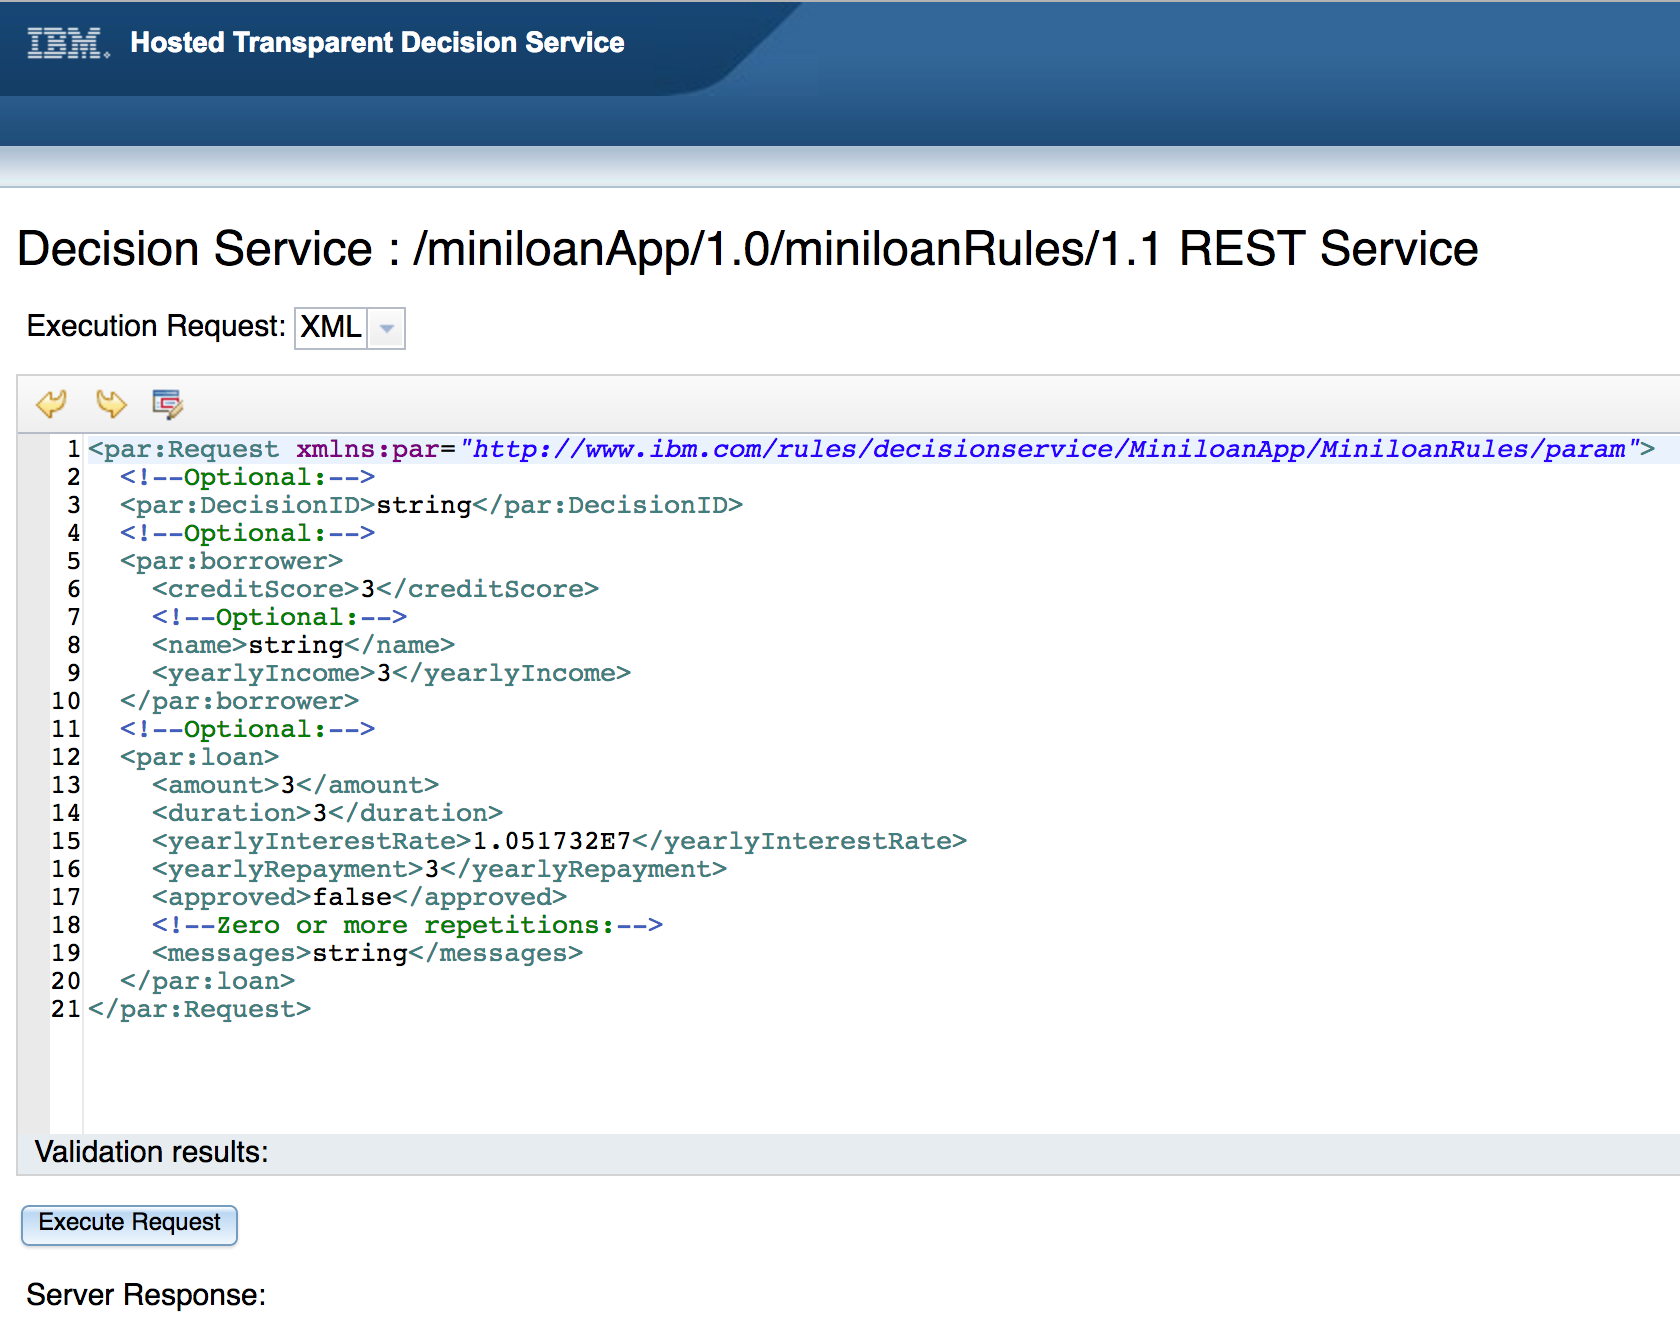 IBM. Hosted Transparent Decision Service
Decision Service : /miniloanApp/1.0/miniloanRules/1.1 REST Service
Execution Request: XML
1 <par:Request xmlns:par="http://www.ibm.com/rules/decisionservice/MiniloanApp/MiniloanRules/param">
2 <!--Optional:-->
3 <par:DecisionID>string</par:DecisionID>
4 <!--Optional:-->
5 <par:borrower>
6 <creditScore>3</creditScore>
7 <!--Optional:-->
8 <name>string</name>
9 <yearlyIncome>3</yearlyIncome>
10 </par:borrower>
11 <!--Optional:-->
12 <par:loan>
13 <amount>3</amount>
14 <duration>3</duration>
15 <yearlyInterestRate>1.051732E7</yearlyInterestRate>
16 <yearlyRepayment>3</yearlyRepayment>
17 <approved>false</approved>
18 <!--Zero or more repetitions:-->
19 <messages>string</messages>
20 </par:loan>
21 </par:Request>
Validation results:
Execute Request
Server Response: